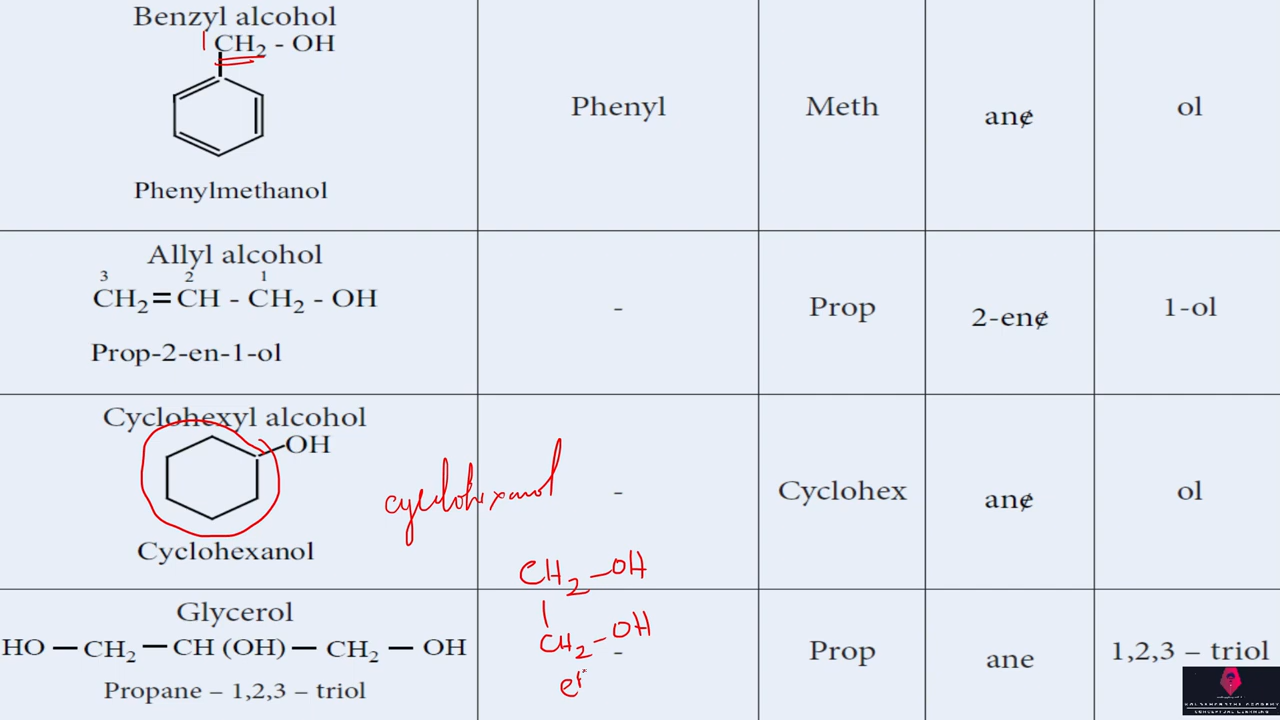 Benzyl alcohol
1 CH2 - OH
Phenylmethanol
Phenyl
Meth
ane
ol
Allyl alcohol
3 2 1
CH2=CH - CH2 - OH
Prop-2-en-1-ol
-
Prop
2-ene
1-ol
Cyclohexyl alcohol
OH
Cyclohexanol
cyclohexanol
-
Cyclohex
ane
ol
CH2-OH
CH2-OH
et
Glycerol
HO — CH2 — CH (OH) — CH2 — OH
Propane – 1,2,3 – triol
-
Prop
ane
1,2,3 – triol